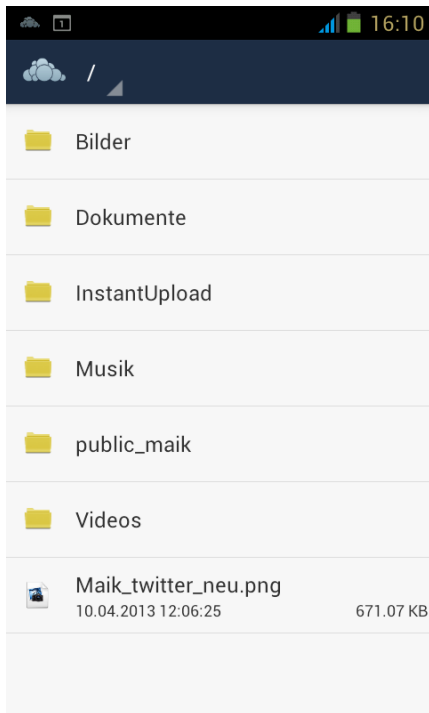 1
16:10
/
Bilder
Dokumente
InstantUpload
Musik
public_maik
Videos
Maik_twitter_neu.png
10.04.2013 12:06:25 671.07 KB